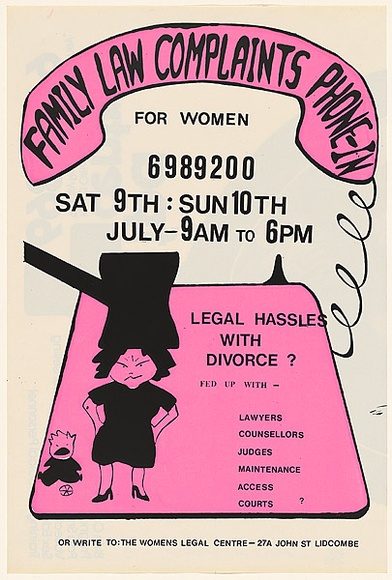 FAMILY LAW COMPLAINTS PHONE-IN
FOR WOMEN
6989200
SAT 9TH : SUN 10TH
JULY-9AM TO 6PM
LEGAL HASSLES
WITH
DIVORCE ?
FED UP WITH -
LAWYERS
COUNSELLORS
JUDGES
MAINTENANCE
ACCESS
COURTS ?
OR WRITE TO: THE WOMENS LEGAL CENTRE - 27A JOHN ST LIDCOMBE